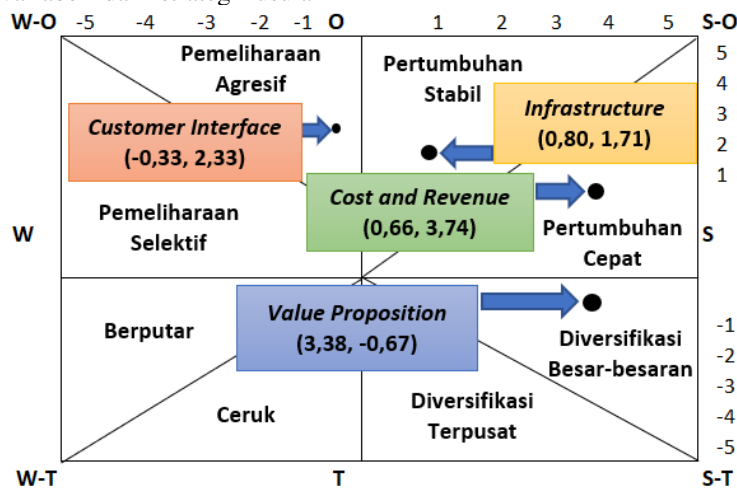 W-O -5 -4 -3 -2 -1 O 1 2 3 4 5 S-O
Pemeliharaan
Agresif
Pertumbuhan
Stabil
5
4
3
2
1
Customer Interface
(-0,33, 2,33)
Infrastructure
(0,80, 1,71)
Cost and Revenue
(0,66, 3,74)
Pemeliharaan
Selektif
W
S
Pertumbuhan
Cepat
Value Proposition
(3,38, -0,67)
Berputar
Diversifikasi
Besar-besaran
-1
-2
-3
-4
-5
Ceruk
Diversifikasi
Terpusat
W-T T S-T